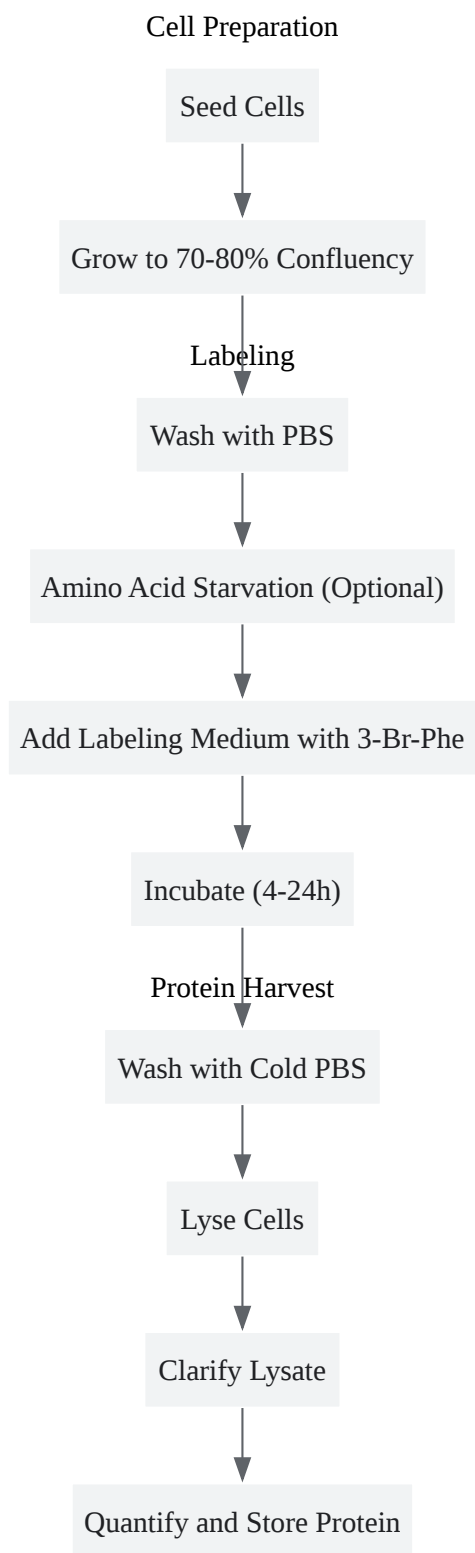 Cell Preparation
Seed Cells
Grow to 70-80% Confluency
Labeling
Wash with PBS
Amino Acid Starvation (Optional)
Add Labeling Medium with 3-Br-Phe
Incubate (4-24h)
Protein Harvest
Wash with Cold PBS
Lyse Cells
Clarify Lysate
Quantify and Store Protein